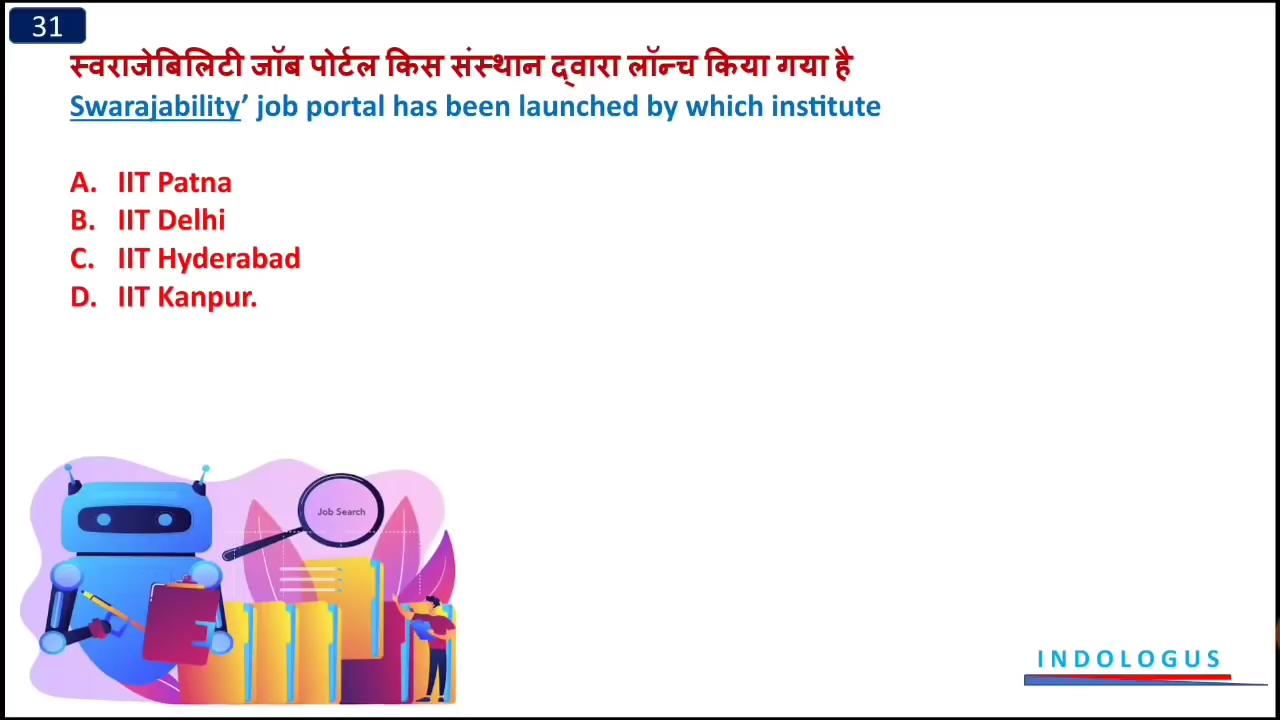 31
स्वराजेबिलिटी जॉब पोर्टल किस संस्थान द्वारा लॉन्च किया गया है
Swarajability’ job portal has been launched by which institute
A. IIT Patna
B. IIT Delhi
C. IIT Hyderabad
D. IIT Kanpur.
Job Search
INDOLOGUS